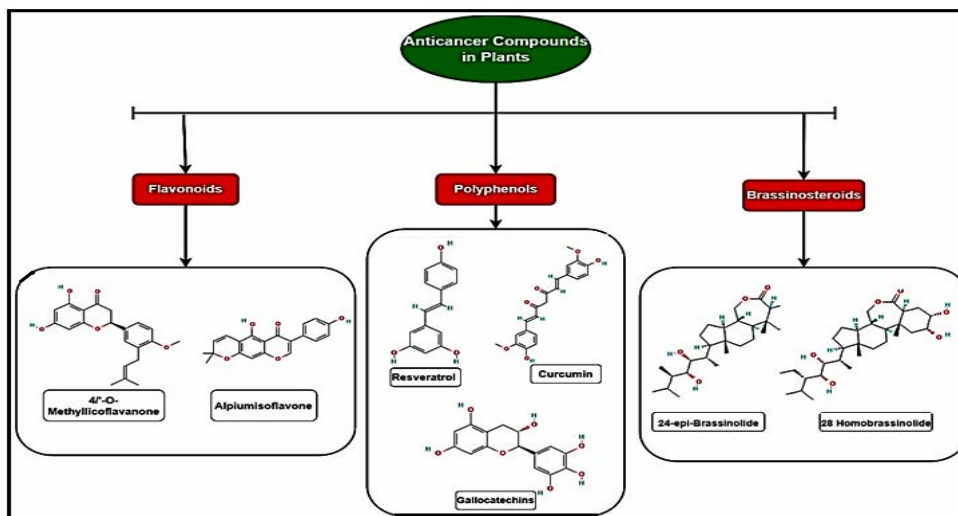 Anticancer Compounds
in Plants
Flavonoids
Polyphenols
Brassinosteroids
4/'-O-
Methyllicoflavanone
Alpiumisoflavone
Resveratrol
Curcumin
Gallocatechins
24-epi-Brassinolide
28 Homobrassinolide